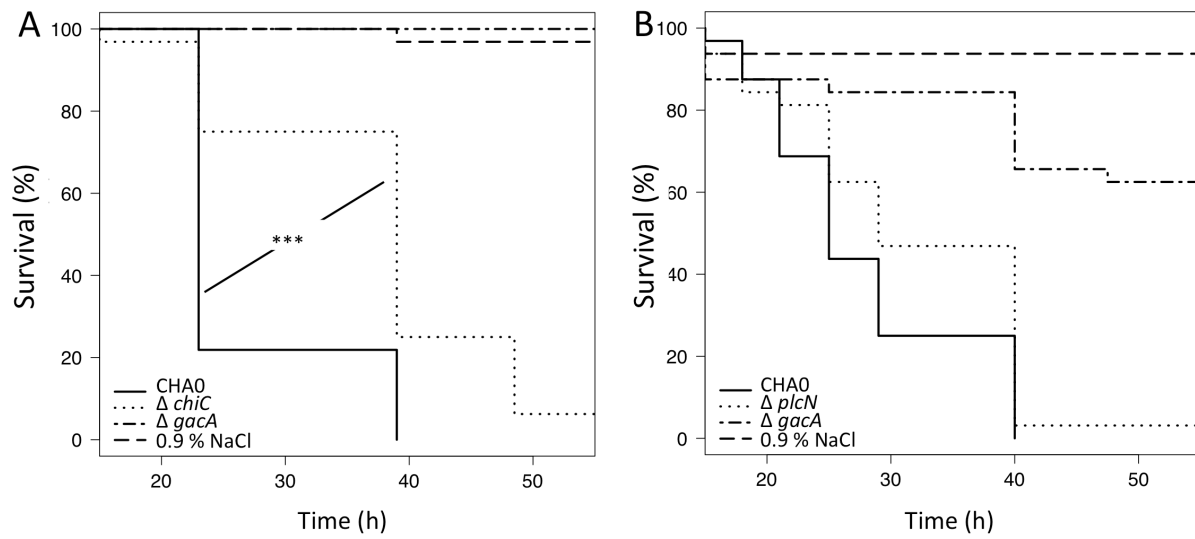 A
100
80
60
40
20
0
Survival (%)
***
CHA0
Δ chiC
Δ gacA
0.9 % NaCl
20 30 40 50
Time (h)
B
100
80
60
40
20
0
Survival (%)
CHA0
Δ plcN
Δ gacA
0.9 % NaCl
20 30 40 50
Time (h)